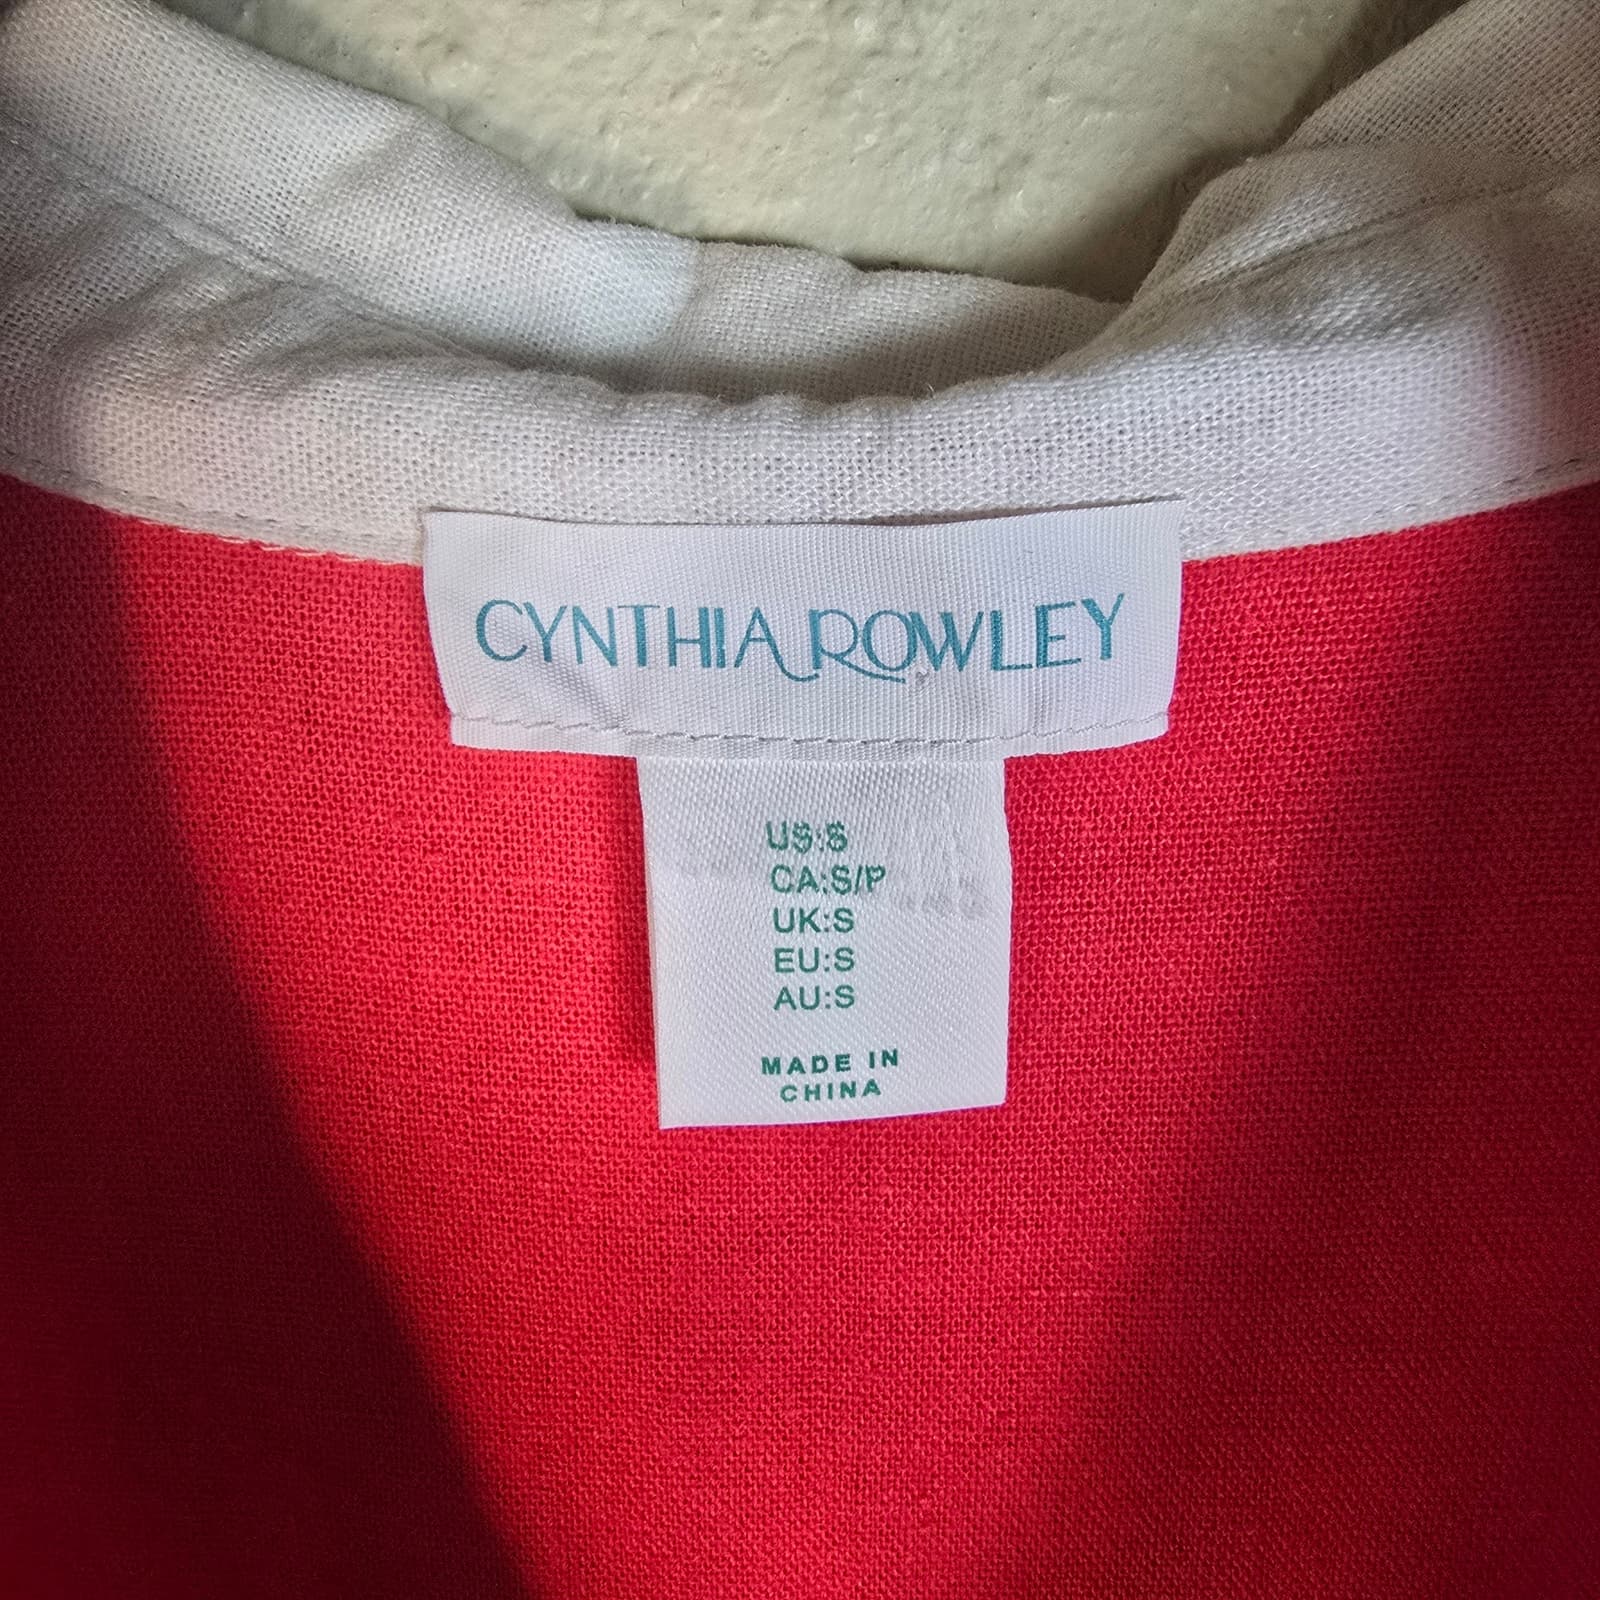 CYNTHIA ROWLEY
US:S
CA:S/P
UK:S
EU:S
AU:S
MADE IN
CHINA